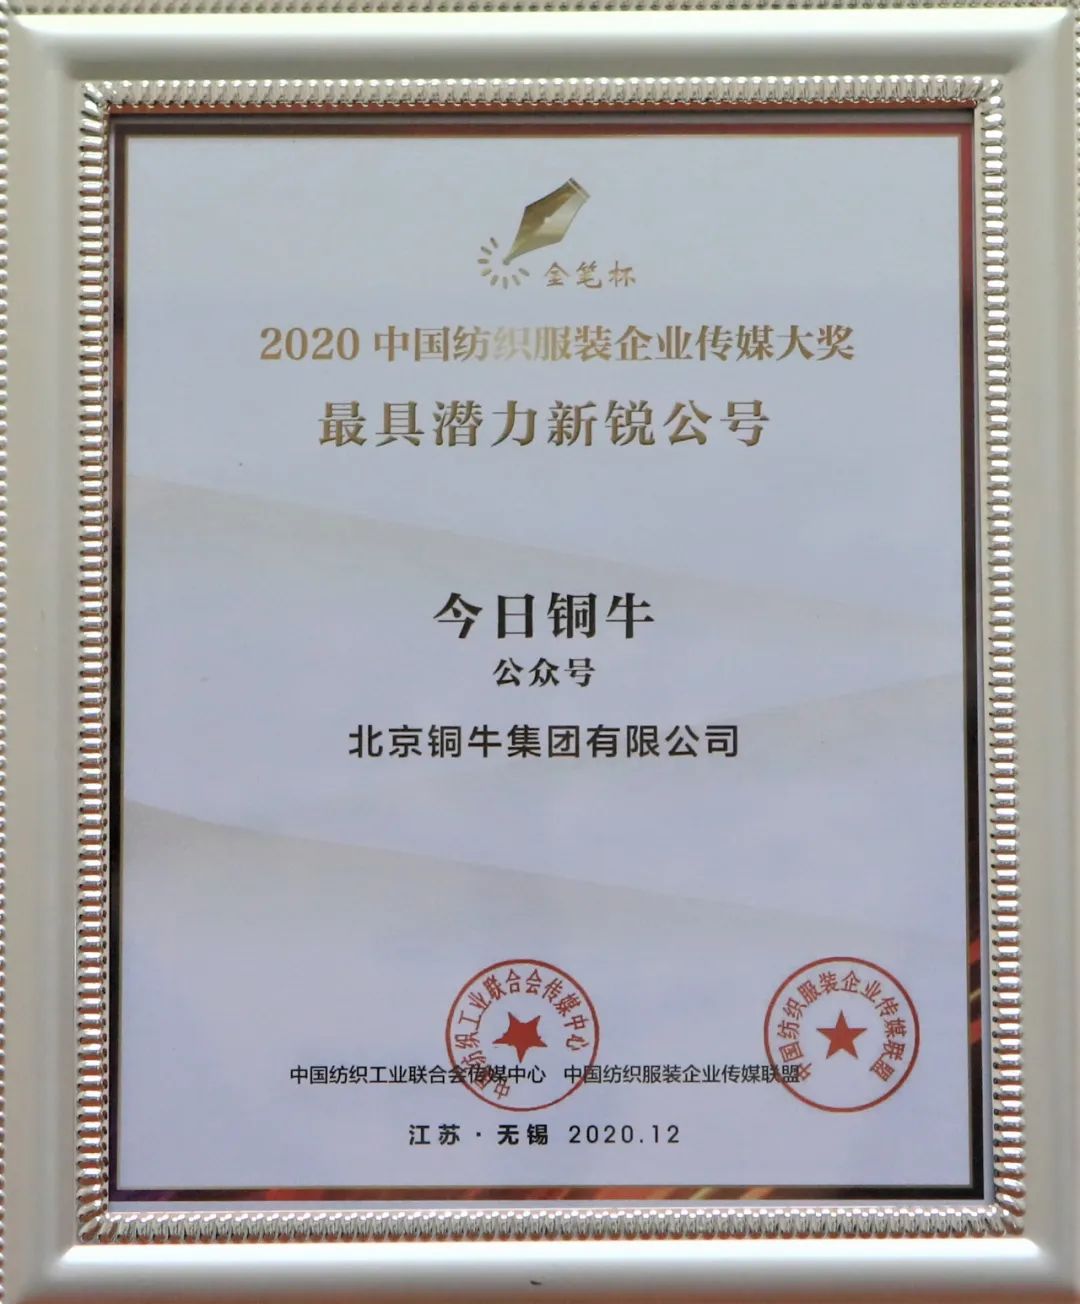 金笔杯
2020 中国纺织服装企业传媒大奖
最具潜力新锐公号
今日铜牛
公众号
北京铜牛集团有限公司
中国纺织工业联合会传媒中心
中国纺织服装企业传媒联盟
中国纺织工业联合会传媒中心 中国纺织服装企业传媒联盟
江苏·无锡 2020.12